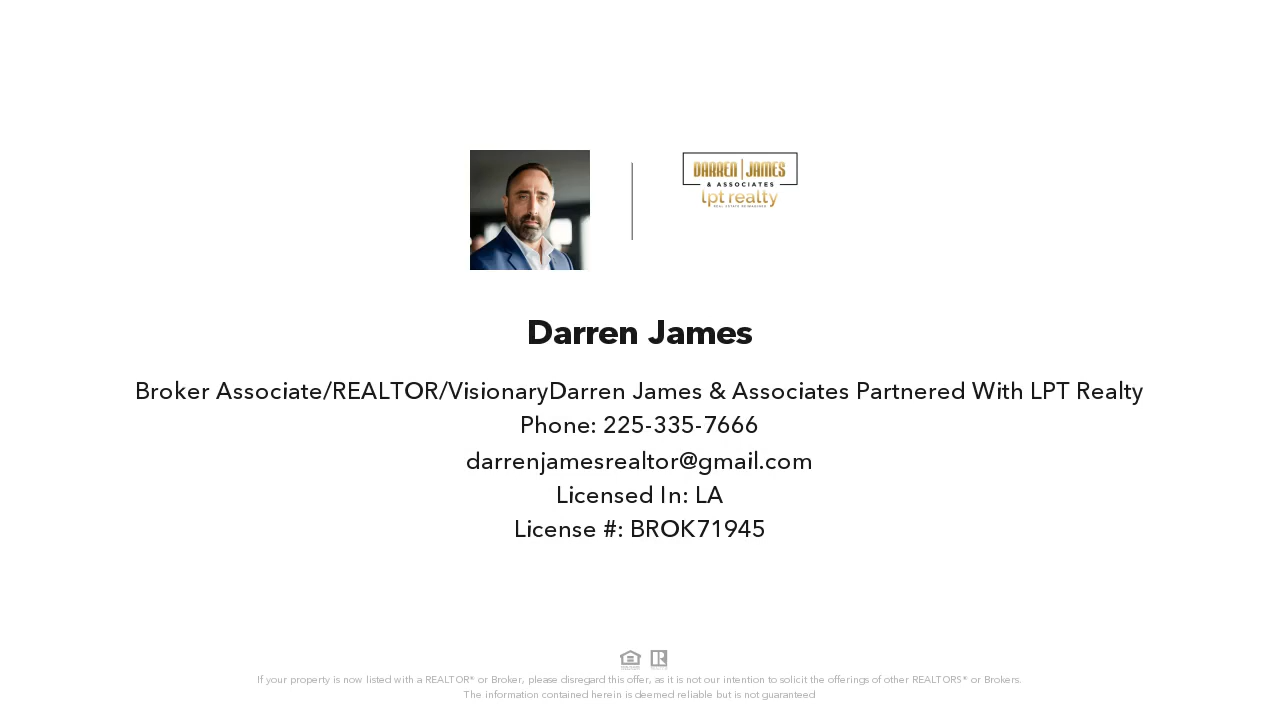 DARREN | JAMES
& ASSOCIATES
lpt realty
REAL ESTATE REIMAGINED
Darren James
Broker Associate/REALTOR/VisionaryDarren James & Associates Partnered With LPT Realty
Phone: 225-335-7666
darrenjamesrealtor@gmail.com
Licensed In: LA
License #: BROK71945
If your property is now listed with a REALTOR® or Broker, please disregard this offer, as it is not our intention to solicit the offerings of other REALTORS® or Brokers.
The information contained herein is deemed reliable but is not guaranteed